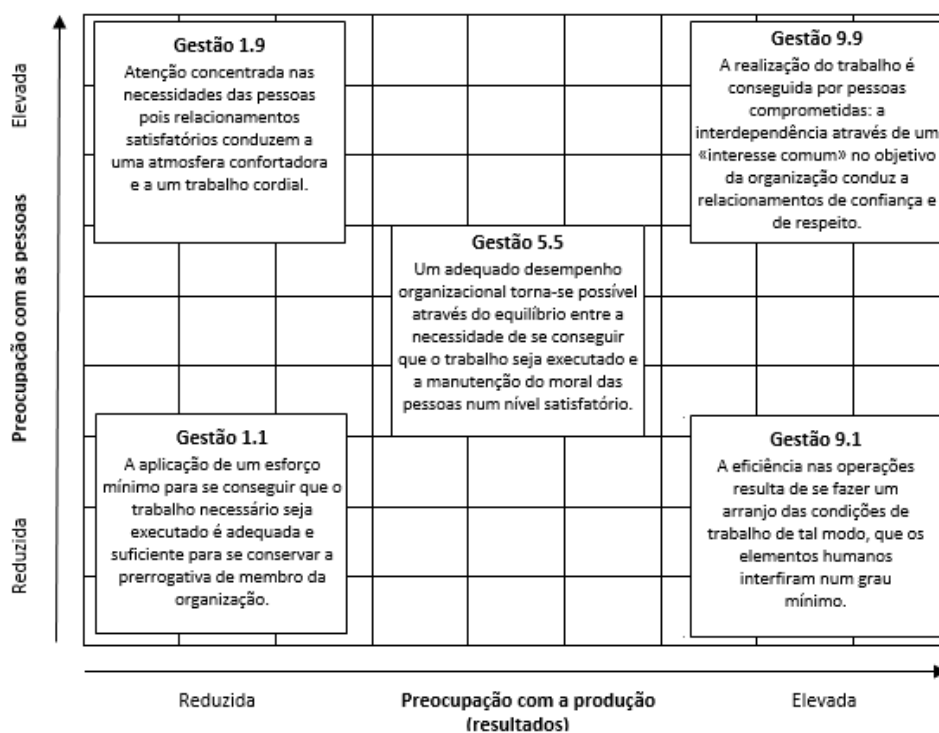 Elevada
Preocupação com as pessoas
Reduzida
Gestão 1.9
Atenção concentrada nas
necessidades das pessoas
pois relacionamentos
satisfatórios conduzem a
uma atmosfera confortadora
e a um trabalho cordial.
Gestão 9.9
A realização do trabalho é
conseguida por pessoas
comprometidas: a
interdependência através de um
«interesse comum» no objetivo
da organização conduz a
relacionamentos de confiança e
de respeito.
Gestão 5.5
Um adequado desempenho
organizacional torna-se possível
através do equilíbrio entre a
necessidade de se conseguir
que o trabalho seja executado e
a manutenção do moral das
pessoas num nível satisfatório.
Gestão 1.1
A aplicação de um esforço
mínimo para se conseguir que o
trabalho necessário seja
executado é adequada e
suficiente para se conservar a
prerrogativa de membro da
organização.
Gestão 9.1
A eficiência nas operações
resulta de se fazer um
arranjo das condições de
trabalho de tal modo, que os
elementos humanos
interfiram num grau
mínimo.
Reduzida
Preocupação com a produção
(resultados)
Elevada